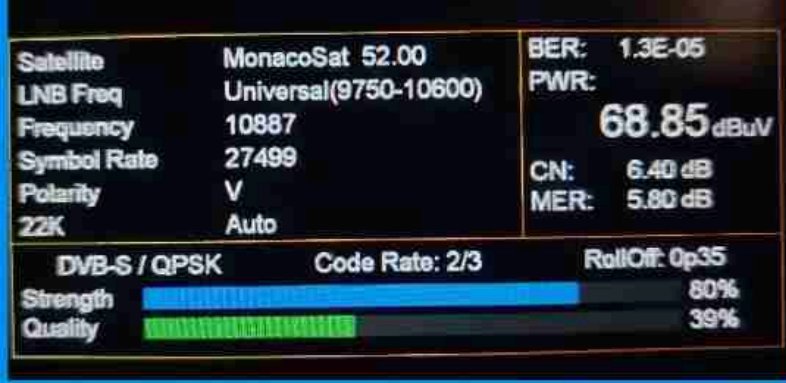 Satellite MonacoSat 52.00
LNB Freq Universal(9750-10600)
Frequency 10887
Symbol Rate 27499
Polarity V
22K Auto
BER: 1.3E-05
PWR:
68.85 dBuV
CN: 6.40 dB
MER: 5.80 dB
DVB-S / QPSK Code Rate: 2/3 RollOff: 0p35
Strength 80%
Quality 39%